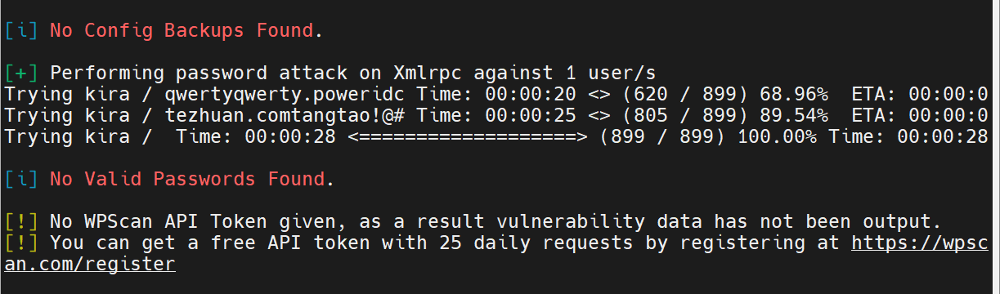 [i] No Config Backups Found.
[+] Performing password attack on Xmlrpc against 1 user/s
Trying kira / qwertyqwerty.poweridc Time: 00:00:20 <> (620 / 899) 68.96%  ETA: 00:00:0
Trying kira / tezhuan.comtangtao!@# Time: 00:00:25 <> (805 / 899) 89.54%  ETA: 00:00:0
Trying kira /  Time: 00:00:28 <===================> (899 / 899) 100.00% Time: 00:00:28
[i] No Valid Passwords Found.
[!] No WPScan API Token given, as a result vulnerability data has not been output.
[!] You can get a free API token with 25 daily requests by registering at https://wpsc
an.com/register